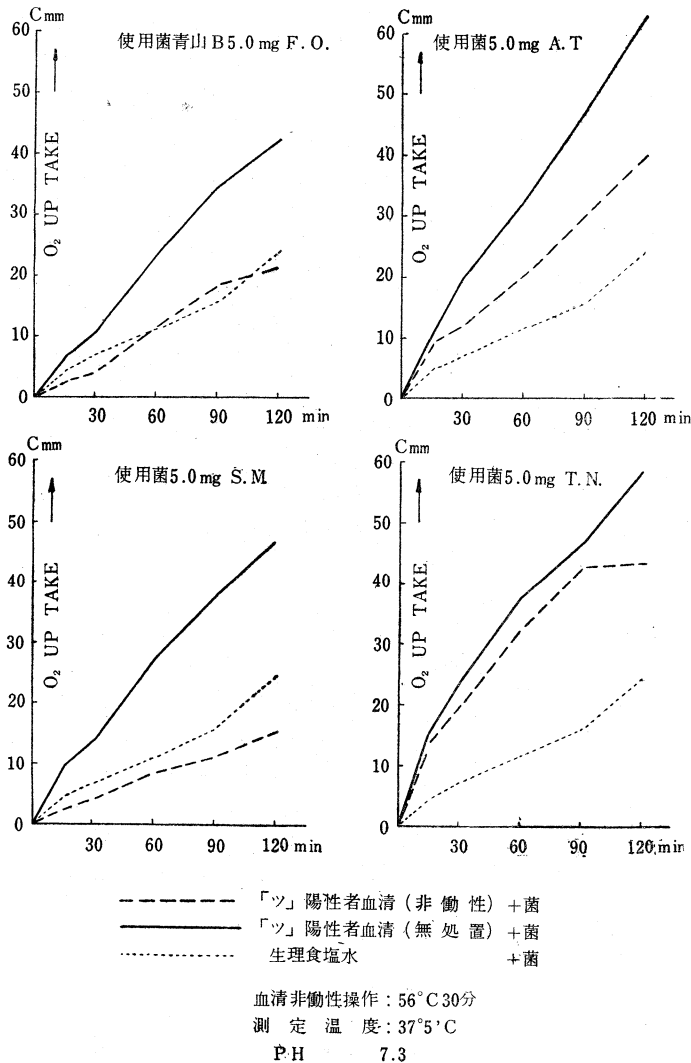 Cmm
使用菌青山B5.0mg F.O.
60
50
40
30
20
10
0
O₂ UP TAKE
30 60 90 120 min
Cmm
使用菌5.0mg A.T
60
50
40
30
20
10
0
O₂ UP TAKE
30 60 90 120 min
Cmm
使用菌5.0mg S.M.
60
50
40
30
20
10
0
O₂ UP TAKE
30 60 90 120 min
Cmm
使用菌5.0mg T.N.
60
50
40
30
20
10
0
O₂ UP TAKE
30 60 90 120 min
「ツ」陽性者血清(非働性)+菌
「ツ」陽性者血清(無処置)+菌
生理食塩水 +菌
血清非働性操作:56°C30分
測定温度:37°5'C
PH 7.3